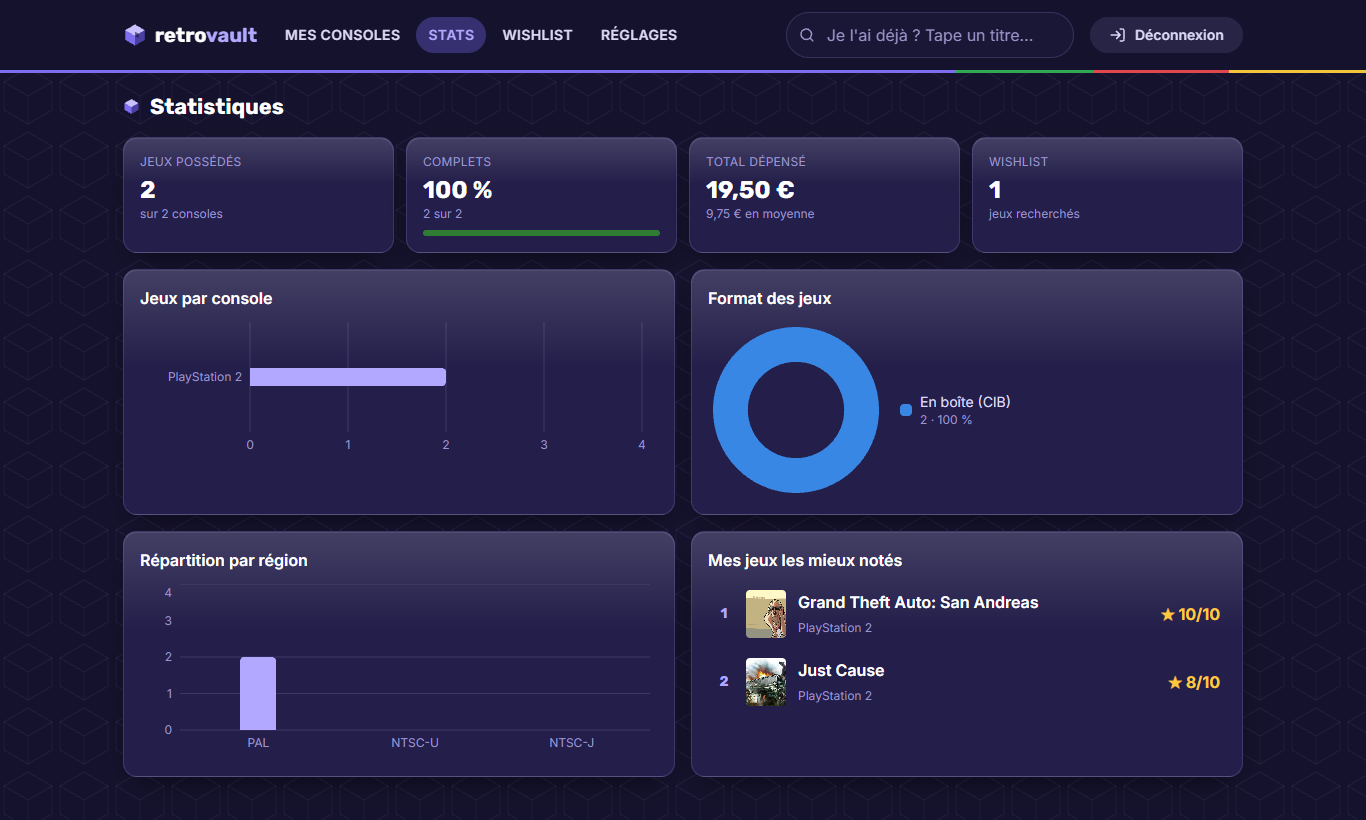 retrovault
MES CONSOLES
STATS
WISHLIST
RÉGLAGES
Je l'ai déjà ? Tape un titre...
Déconnexion
Statistiques
JEUX POSSÉDÉS
2
sur 2 consoles
COMPLETS
100 %
2 sur 2
TOTAL DÉPENSÉ
19,50 €
9,75 € en moyenne
WISHLIST
1
jeux recherchés
Jeux par console
PlayStation 2
0 1 2 3 4
Format des jeux
En boîte (CIB)
2 · 100 %
Répartition par région
4
3
2
1
0
PAL NTSC-U NTSC-J
Mes jeux les mieux notés
1
Grand Theft Auto: San Andreas
PlayStation 2
★ 10/10
2
Just Cause
PlayStation 2
★ 8/10